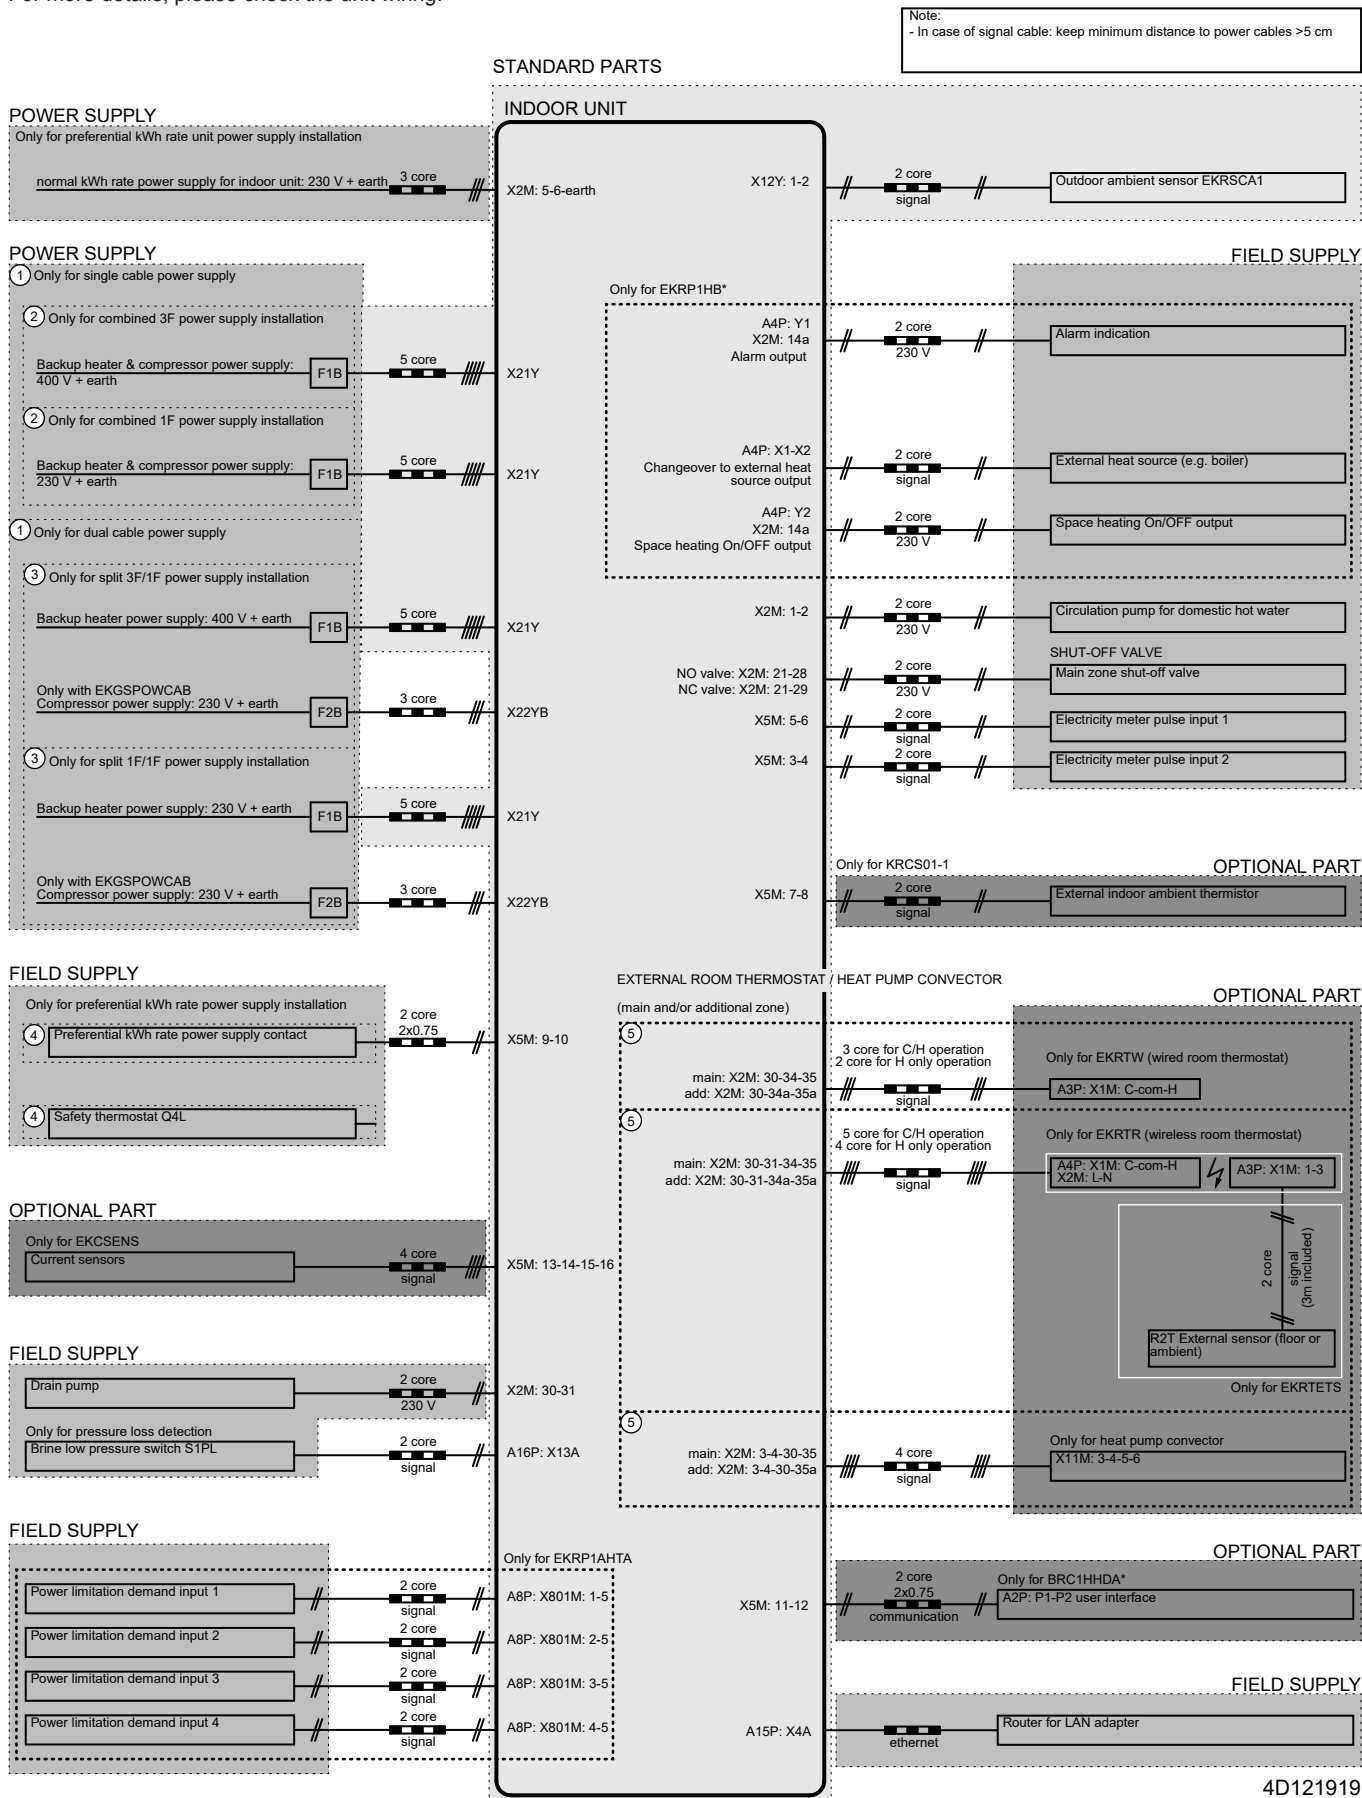 For more details, please check the unit wiring.
Note:
- In case of signal cable: keep minimum distance to power cables >5 cm
STANDARD PARTS
POWER SUPPLY
Only for preferential kWh rate unit power supply installation
normal kWh rate power supply for indoor unit: 230 V + earth
3 core
INDOOR UNIT
X2M: 5-6-earth
X12Y: 1-2
2 core
signal
Outdoor ambient sensor EKRSCA1
POWER SUPPLY
1 Only for single cable power supply
2 Only for combined 3F power supply installation
Backup heater & compressor power supply:
400 V + earth
F1B
5 core
X21Y
2 Only for combined 1F power supply installation
Backup heater & compressor power supply:
230 V + earth
F1B
5 core
X21Y
1 Only for dual cable power supply
3 Only for split 3F/1F power supply installation
Backup heater power supply: 400 V + earth
F1B
5 core
X21Y
Only with EKGSPOWCAB
Compressor power supply: 230 V + earth
F2B
3 core
X22YB
3 Only for split 1F/1F power supply installation
Backup heater power supply: 230 V + earth
F1B
5 core
X21Y
Only with EKGSPOWCAB
Compressor power supply: 230 V + earth
F2B
3 core
X22YB
FIELD SUPPLY
Only for EKRP1HB*
A4P: Y1
X2M: 14a
Alarm output
2 core
230 V
Alarm indication
A4P: X1-X2
Changeover to external heat
source output
2 core
signal
External heat source (e.g. boiler)
A4P: Y2
X2M: 14a
Space heating On/OFF output
2 core
230 V
Space heating On/OFF output
X2M: 1-2
2 core
230 V
Circulation pump for domestic hot water
SHUT-OFF VALVE
NO valve: X2M: 21-28
NC valve: X2M: 21-29
2 core
230 V
Main zone shut-off valve
X5M: 5-6
2 core
signal
Electricity meter pulse input 1
X5M: 3-4
2 core
signal
Electricity meter pulse input 2
Only for KRCS01-1
OPTIONAL PART
X5M: 7-8
2 core
signal
External indoor ambient thermistor
FIELD SUPPLY
Only for preferential kWh rate power supply installation
4 Preferential kWh rate power supply contact
2 core
2x0.75
X5M: 9-10
4 Safety thermostat Q4L
EXTERNAL ROOM THERMOSTAT / HEAT PUMP CONVECTOR
(main and/or additional zone)
OPTIONAL PART
5
main: X2M: 30-34-35
add: X2M: 30-34a-35a
3 core for C/H operation
2 core for H only operation
signal
Only for EKRTW (wired room thermostat)
A3P: X1M: C-com-H
5
main: X2M: 30-31-34-35
add: X2M: 30-31-34a-35a
5 core for C/H operation
4 core for H only operation
signal
Only for EKRTR (wireless room thermostat)
A4P: X1M: C-com-H
X2M: L-N
A3P: X1M: 1-3
2 core
signal
(3m included)
R2T External sensor (floor or
ambient)
Only for EKRTETS
5
main: X2M: 3-4-30-35
add: X2M: 3-4-30-35a
4 core
signal
Only for heat pump convector
X11M: 3-4-5-6
OPTIONAL PART
Only for EKCSENS
Current sensors
4 core
signal
X5M: 13-14-15-16
FIELD SUPPLY
Drain pump
2 core
230 V
X2M: 30-31
Only for pressure loss detection
Brine low pressure switch S1PL
2 core
signal
A16P: X13A
FIELD SUPPLY
Only for EKRP1AHTA
Power limitation demand input 1
2 core
signal
A8P: X801M: 1-5
Power limitation demand input 2
2 core
signal
A8P: X801M: 2-5
Power limitation demand input 3
2 core
signal
A8P: X801M: 3-5
Power limitation demand input 4
2 core
signal
A8P: X801M: 4-5
OPTIONAL PART
X5M: 11-12
2 core
2x0.75
communication
Only for BRC1HHDA*
A2P: P1-P2 user interface
FIELD SUPPLY
A15P: X4A
ethernet
Router for LAN adapter
4D121919